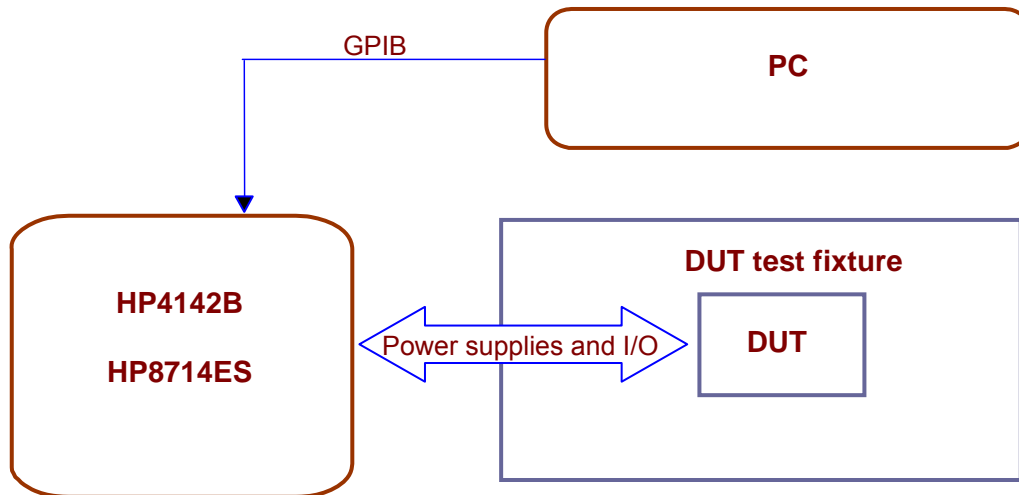 GPIB
PC
HP4142B
HP8714ES
Power supplies and I/O
DUT test fixture
DUT